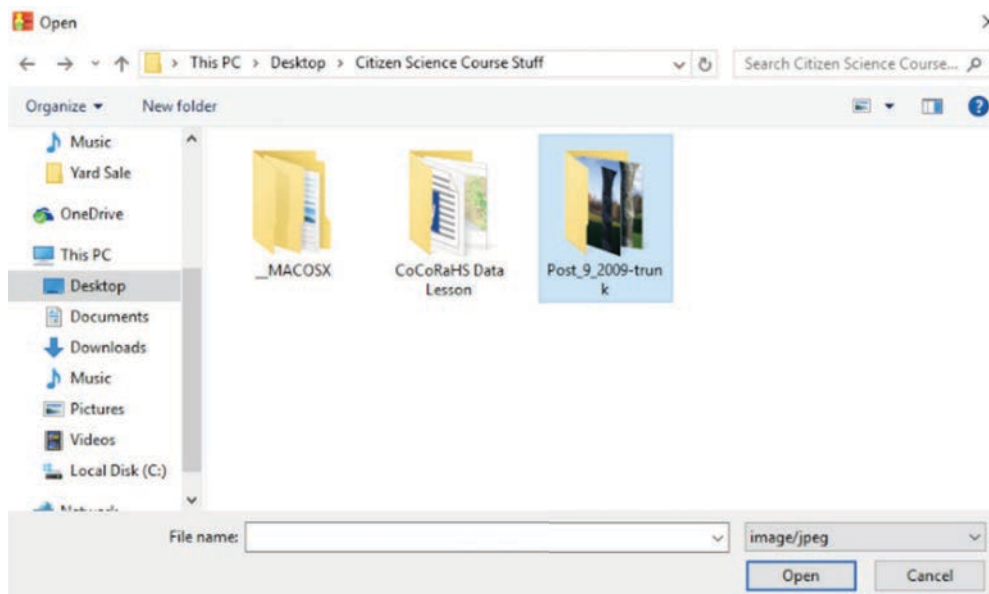 Open
This PC > Desktop > Citizen Science Course Stuff
Search Citizen Science Course...
Organize
New folder
Music
Yard Sale
OneDrive
This PC
Desktop
Documents
Downloads
Music
Pictures
Videos
Local Disk (C:)
__MACOSX
CoCoRaHS Data
Lesson
Post_9_2009-trun
k
File name:
image/jpeg
Open
Cancel